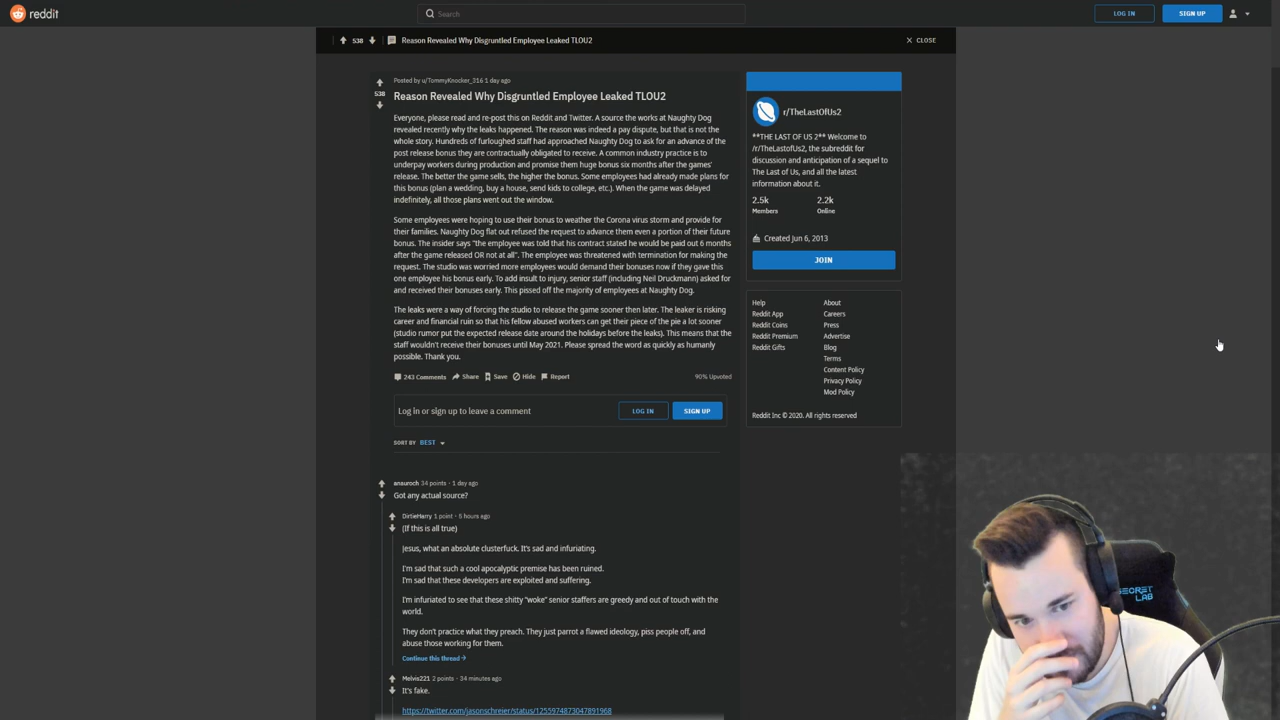 reddit
Search
LOG IN
SIGN UP
538
Reason Revealed Why Disgruntled Employee Leaked TLOU2
CLOSE
538
Posted by u/TommyKnocker_316 1 day ago
Reason Revealed Why Disgruntled Employee Leaked TLOU2
Everyone, please read and re-post this on Reddit and Twitter. A source the works at Naughty Dog
revealed recently why the leaks happened. The reason was indeed a pay dispute, but that is not the
whole story. Hundreds of furloughed staff had approached Naughty Dog to ask for an advance of the
post release bonus they are contractually obligated to receive. A common industry practice is to
underpay workers during production and promise them huge bonus six months after the games'
release. The better the game sells, the higher the bonus. Some employees had already made plans for
this bonus (plan a wedding, buy a house, send kids to college, etc.). When the game was delayed
indefinitely, all those plans went out the window.
Some employees were hoping to use their bonus to weather the Corona virus storm and provide for
their families. Naughty Dog flat out refused the request to advance them even a portion of their future
bonus. The insider says "the employee was told that his contract stated he would be paid out 6 months
after the game released OR not at all". The employee was threatened with termination for making the
request. The studio was worried more employees would demand their bonuses now if they gave this
one employee his bonus early. To add insult to injury, senior staff (including Neil Druckmann) asked for
and received their bonuses early. This pissed off the majority of employees at Naughty Dog.
The leaks were a way of forcing the studio to release the game sooner then later. The leaker is risking
career and financial ruin so that his fellow abused workers can get their piece of the pie a lot sooner
(studio rumor put the expected release date around the holidays before the leaks). This means that the
staff wouldn't receive their bonuses until May 2021. Please spread the word as quickly as humanly
possible. Thank you.
243 Comments
Share
Save
Hide
Report
90% Upvoted
Log in or sign up to leave a comment
LOG IN
SIGN UP
SORT BY BEST
anauroch 34 points · 1 day ago
Got any actual source?
DirtieHarry 1 point · 5 hours ago
(If this is all true)
Jesus, what an absolute clusterfuck. It's sad and infuriating.
I'm sad that such a cool apocalyptic premise has been ruined.
I'm sad that these developers are exploited and suffering.
I'm infuriated to see that these shitty "woke" senior staffers are greedy and out of touch with the
world.
They don't practice what they preach. They just parrot a flawed ideology, piss people off, and
abuse those working for them.
Continue this thread
Melvis221 2 points · 34 minutes ago
It's fake.
https://twitter.com/jasonschreier/status/1255974873047891968
r/TheLastOfUs2
**THE LAST OF US 2** Welcome to
/r/TheLastofUs2, the subreddit for
discussion and anticipation of a sequel to
The Last of Us, and all the latest
information about it.
2.5k
2.2k
Members
Online
Created Jun 6, 2013
JOIN
Help
About
Reddit App
Careers
Reddit Coins
Press
Reddit Premium
Advertise
Reddit Gifts
Blog
Terms
Content Policy
Privacy Policy
Mod Policy
Reddit Inc © 2020. All rights reserved
SECRET
LAB